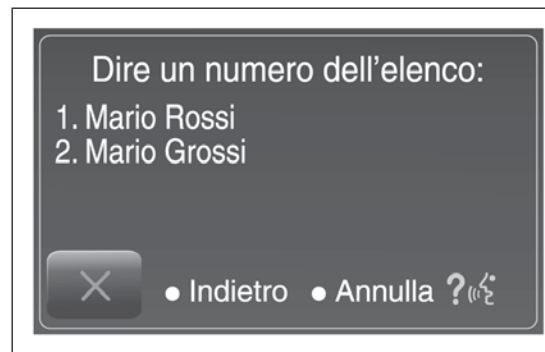 Dire un numero dell'elenco:
1. Mario Rossi
2. Mario Grossi
• Indietro • Annulla ?